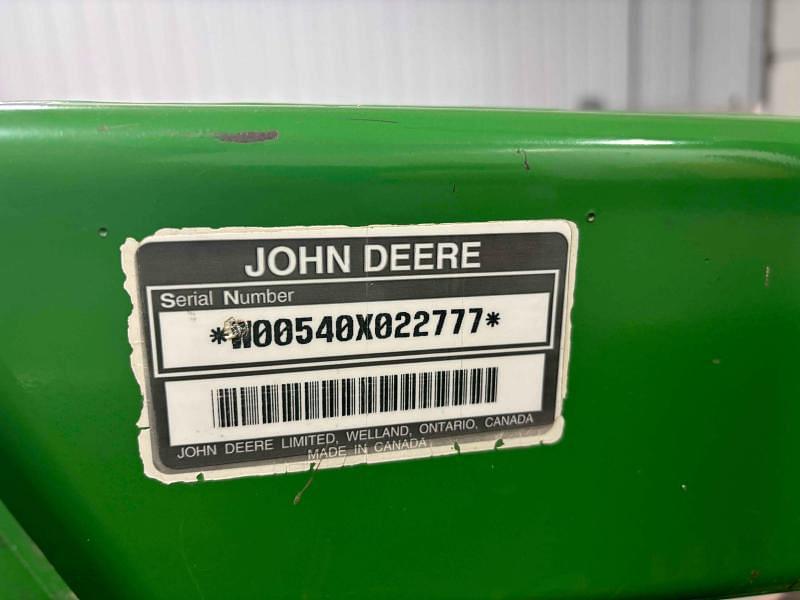 JOHN DEERE
Serial Number
*W00540X022777*
JOHN DEERE LIMITED, WELLAND, ONTARIO, CANADA
MADE IN CANADA